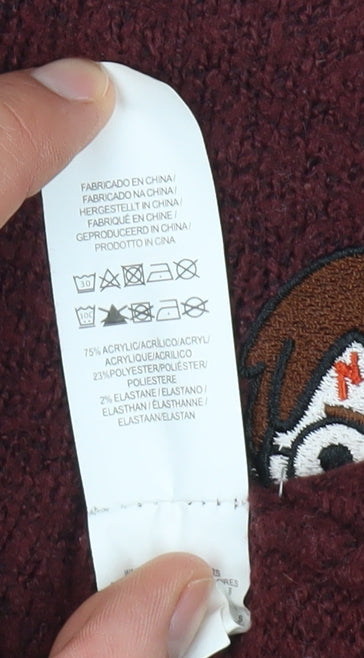 FABRICADO EN CHINA/
FABRICADO NA CHINA/
HERGESTELLT IN CHINA/
FABRIQUÉ EN CHINE/
GEPRODUCEERD IN CHINA/
PRODOTTO IN CINA
30
75% ACRYLIC/ACRÍLICO/ACRYL/
ACRYLIQUE/ACRILICO
23%POLYESTER/POLIÉSTER/
POLIESTERE
2% ELASTANE/ELASTANO/
ELASTHAN/ÉLASTHANNE/
ELASTAAN/ELASTAN